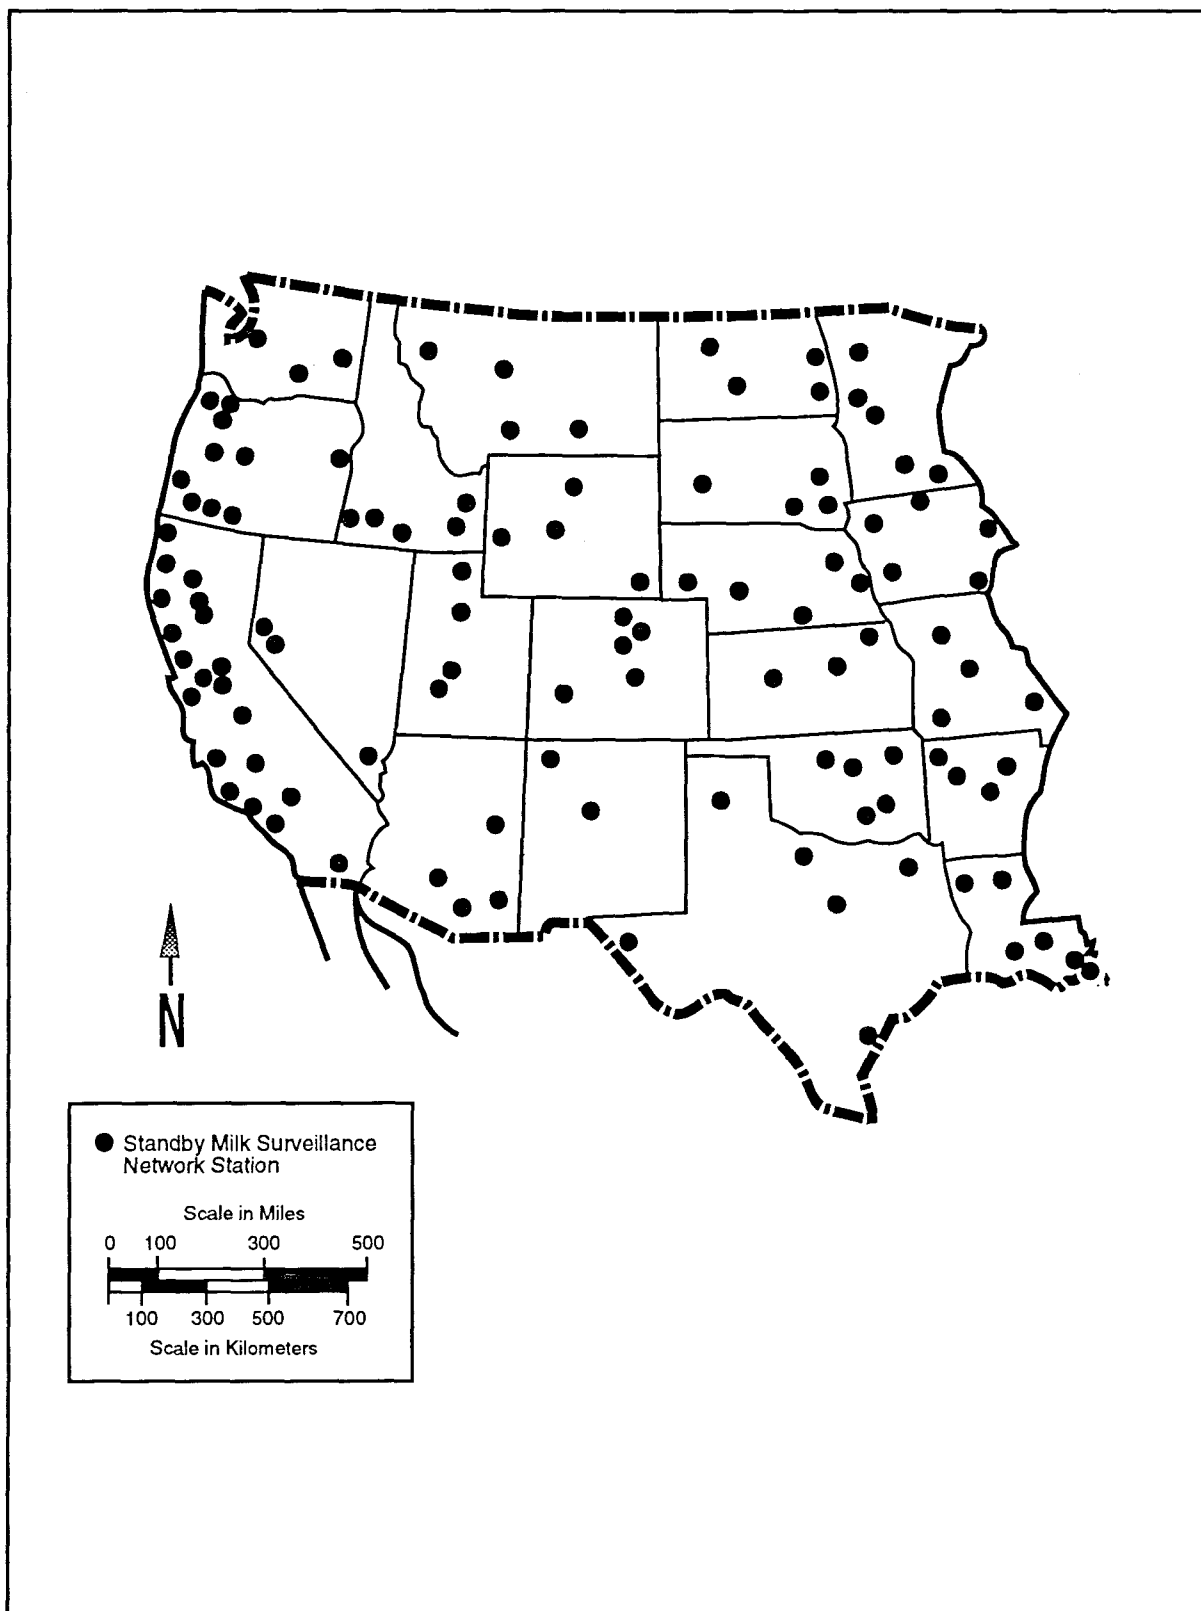 N
Standby Milk Surveillance
Network Station
Scale in Miles
0 100 300 500
100 300 500 700
Scale in Kilometers